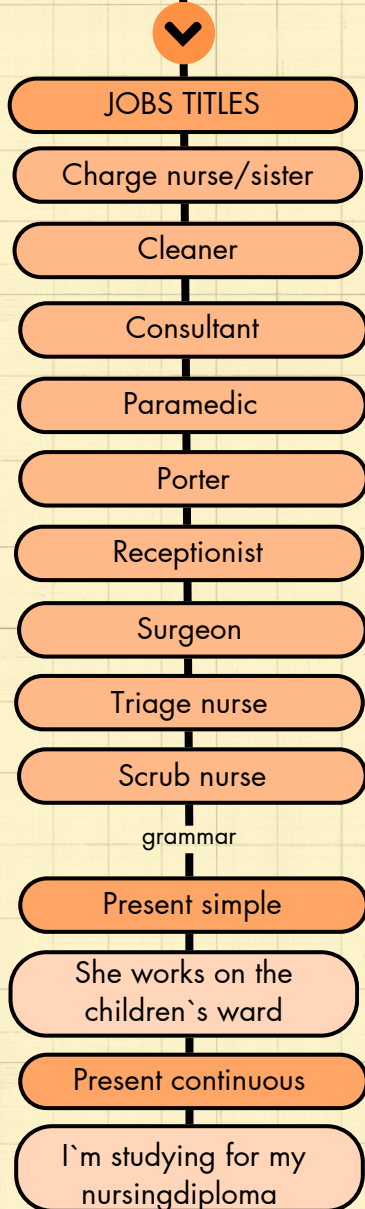 JOBS TITLES
Charge nurse/sister
Cleaner
Consultant
Paramedic
Porter
Receptionist
Surgeon
Triage nurse
Scrub nurse
grammar
Present simple
She works on the
children`s ward
Present continuous
I`m studying for my
nursingdiploma